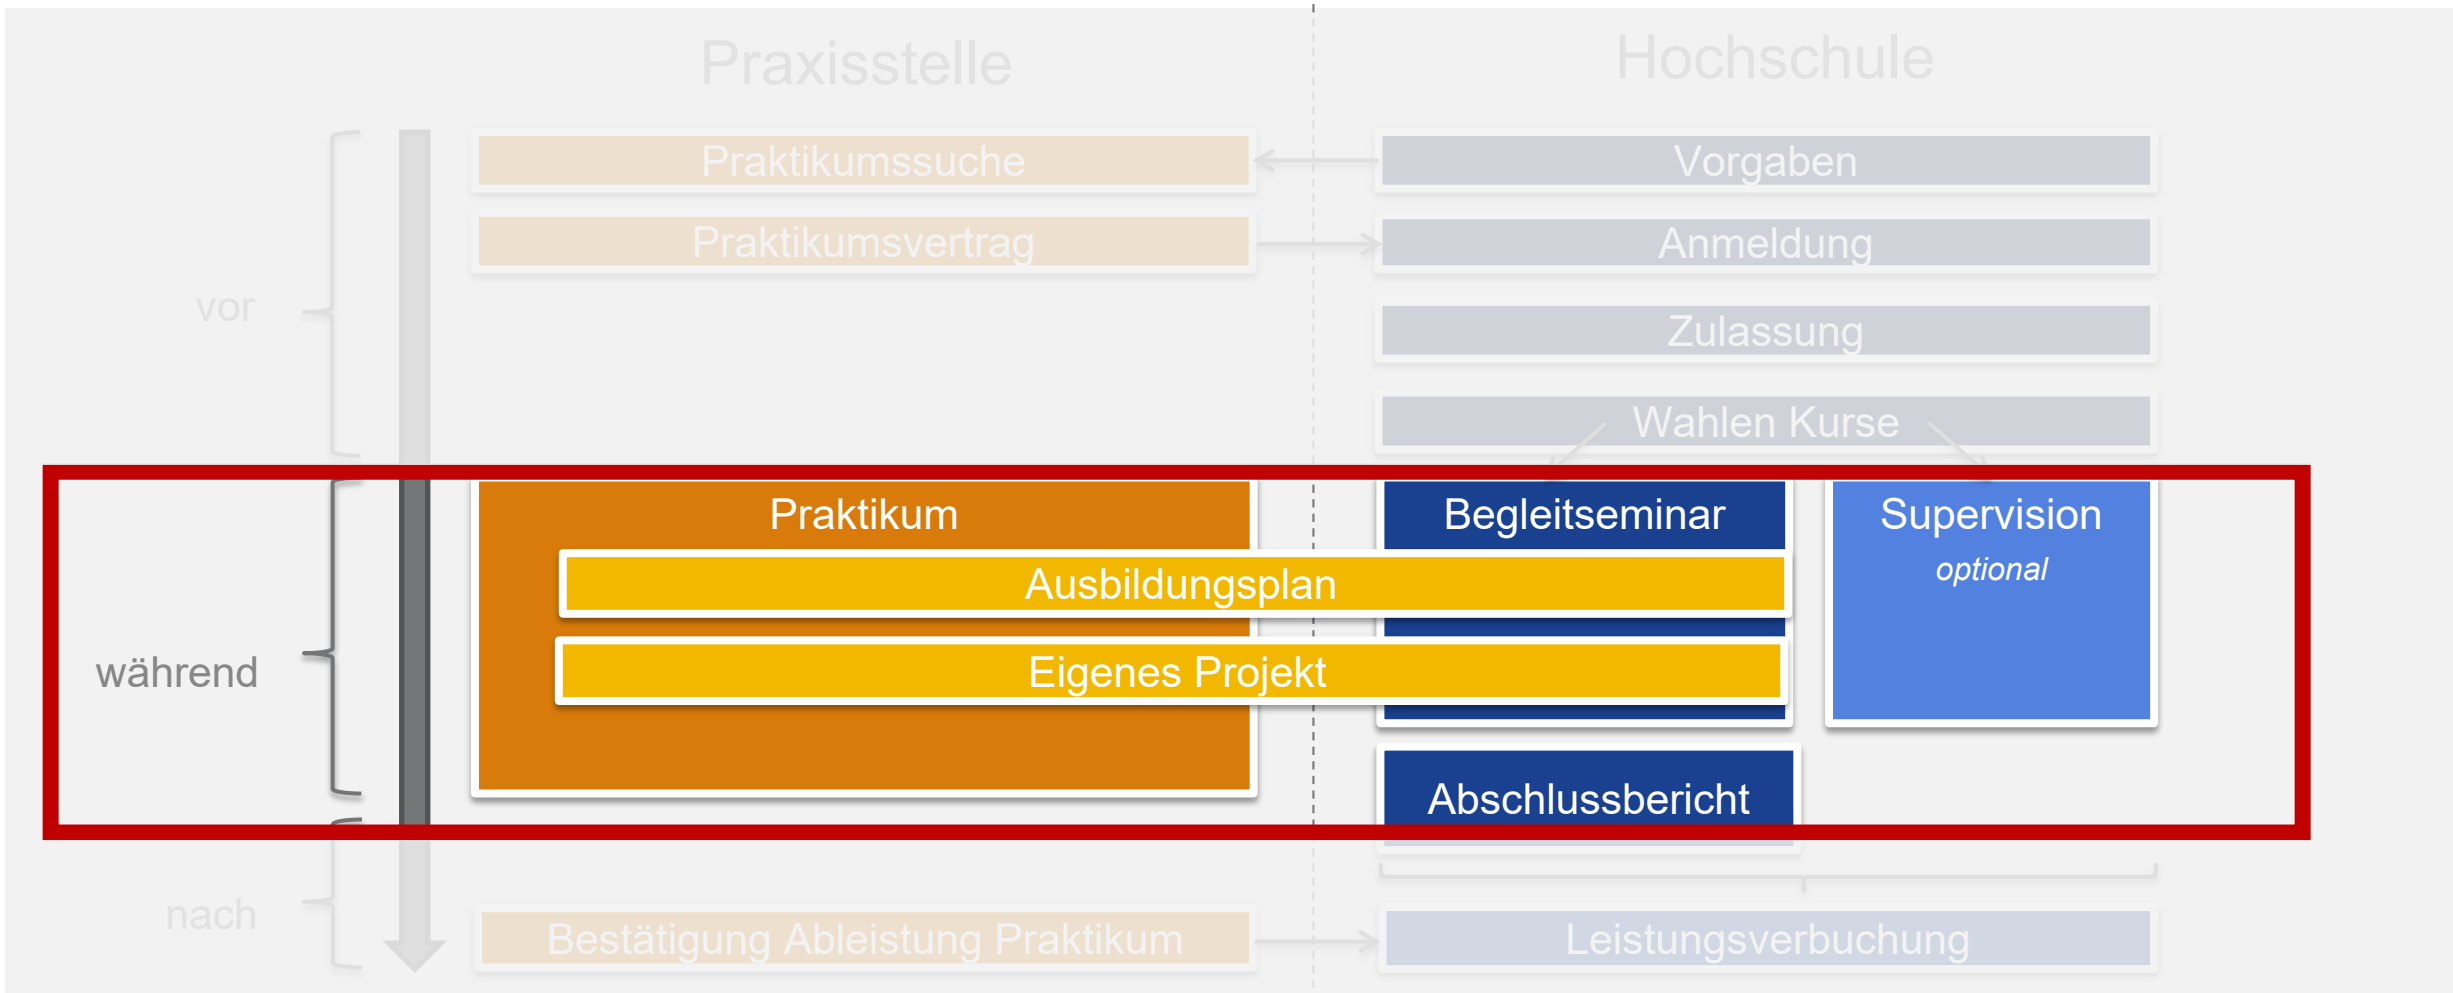 Praxisstelle
Hochschule
Praktikumssuche
Vorgaben
Praktikumsvertrag
Anmeldung
vor
Zulassung
Wahlen Kurse
Praktikum
Begleitseminar
Supervision
optional
Ausbildungsplan
während
Eigenes Projekt
Abschlussbericht
nach
Bestätigung Ableistung Praktikum
Leistungsverbuchung